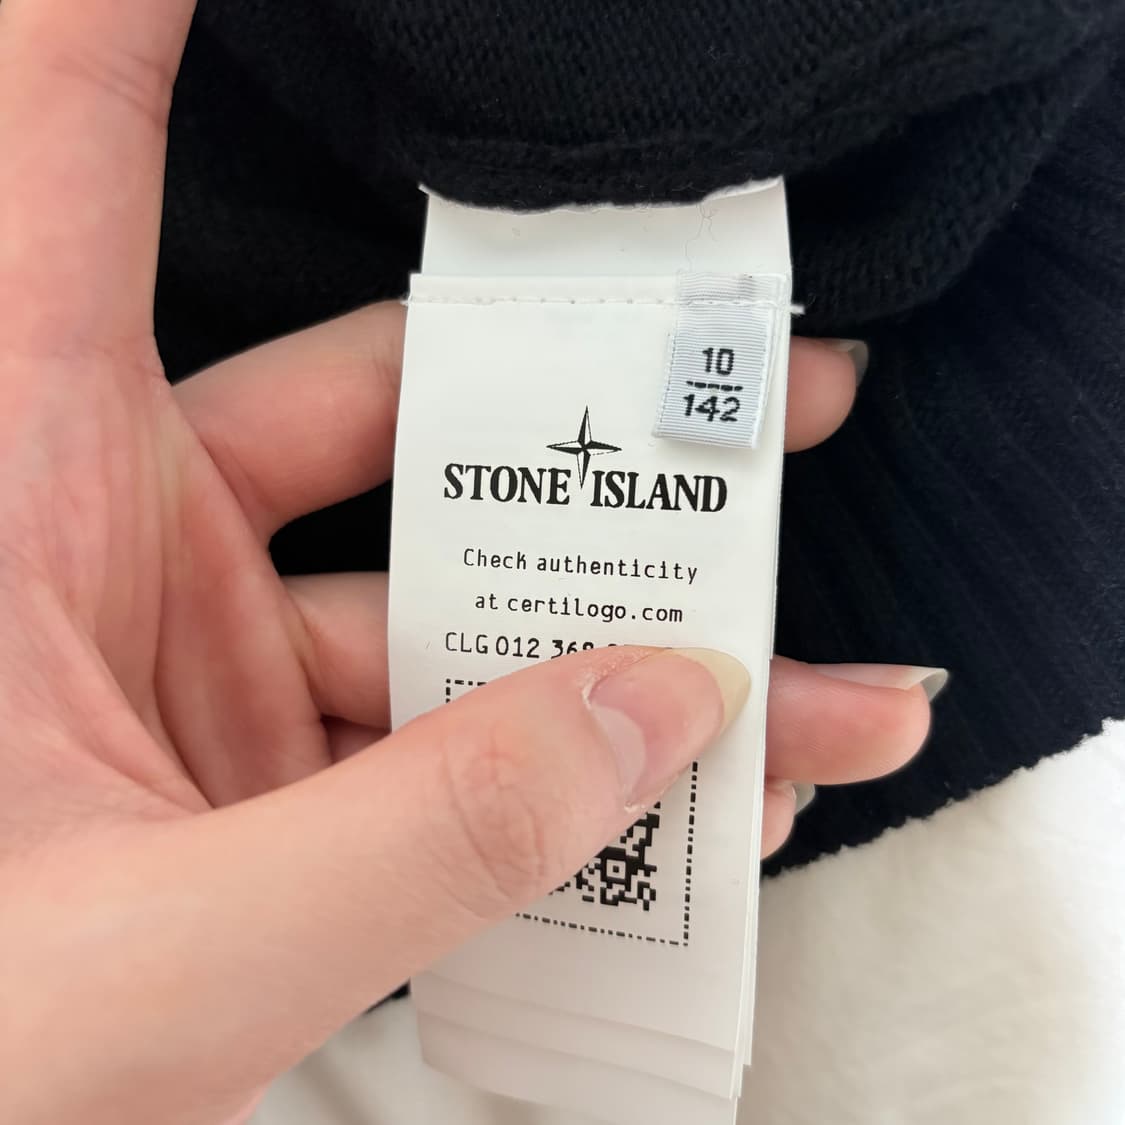 10
142
STONE ISLAND
Check authenticity
at certilogo.com
CLG 012